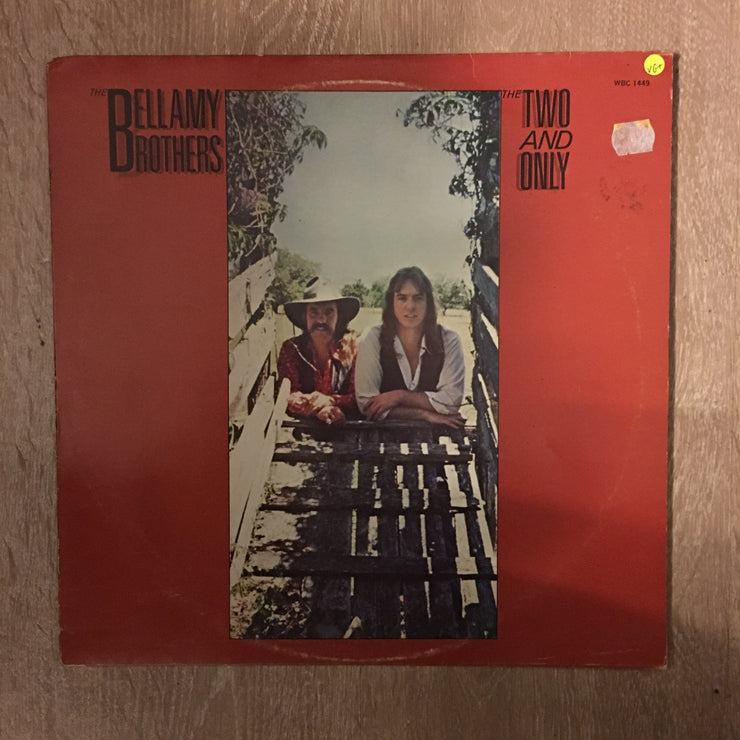 THE BELLAMY
BROTHERS
THE TWO
AND
ONLY
WBC 1449
VG+